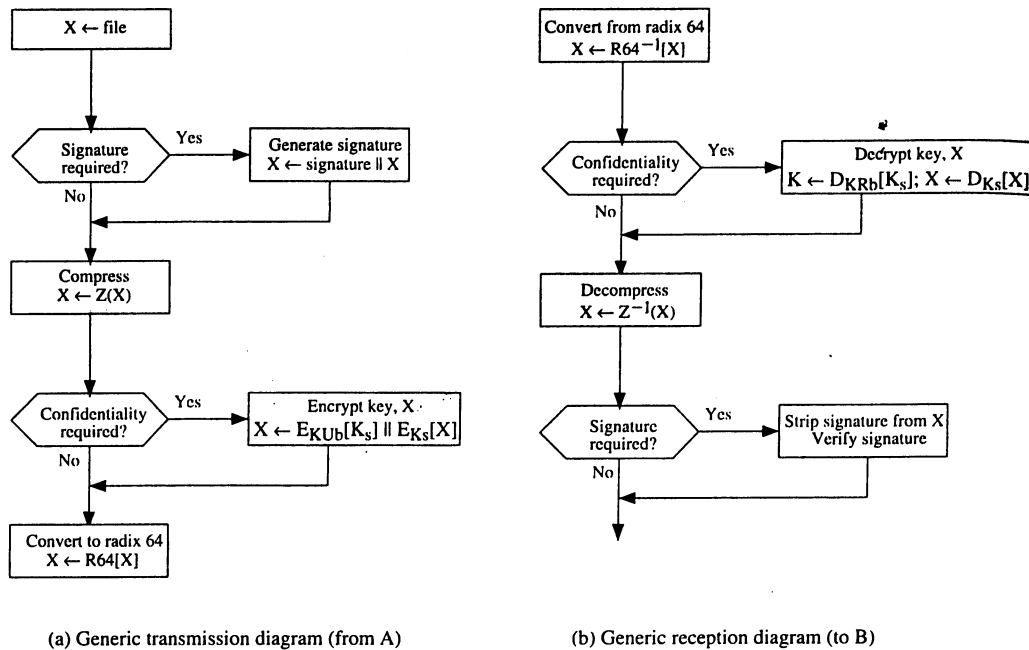 X ← file
Signature
required?
Yes
No
Generate signature
X ← signature || X
Compress
X ← Z(X)
Confidentiality
required?
Yes
No
Encrypt key, X
X ← E_KUb[K_s] || E_Ks[X]
Convert to radix 64
X ← R64[X]
(a) Generic transmission diagram (from A)
Convert from radix 64
X ← R64⁻¹[X]
Confidentiality
required?
Yes
No
Decrypt key, X
K ← D_KRb[K_s]; X ← D_Ks[X]
Decompress
X ← Z⁻¹(X)
Signature
required?
Yes
No
Strip signature from X
Verify signature
(b) Generic reception diagram (to B)